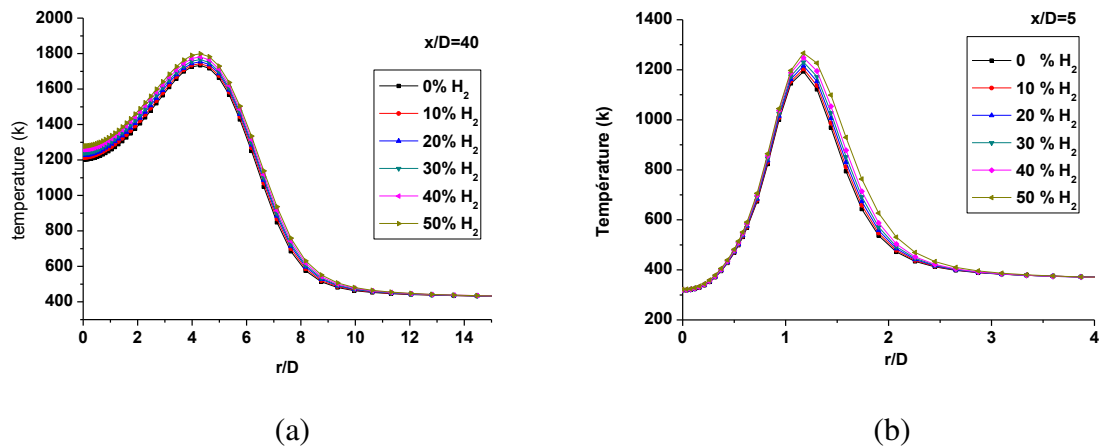 2000
1800
1600
1400
1200
1000
800
600
400
temperature (k)
0 2 4 6 8 10 12 14
r/D
x/D=40
0% H2
10% H2
20% H2
30% H2
40% H2
50% H2
(a)
1400
1200
1000
800
600
400
200
Température (k)
0 1 2 3 4
r/D
x/D=5
0 % H2
10 % H2
20 % H2
30 % H2
40 % H2
50 % H2
(b)